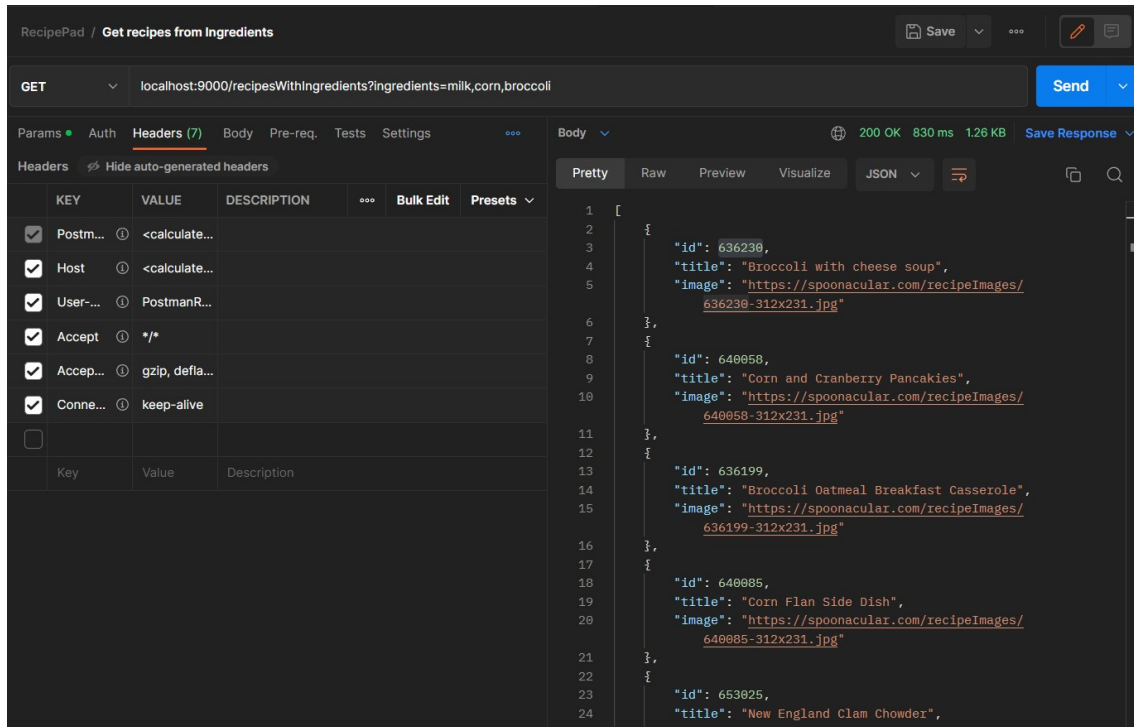 RecipePad / Get recipes from Ingredients
Save
GET localhost:9000/recipesWithIngredients?ingredients=milk,corn,broccoli Send
Params Auth Headers (7) Body Pre-req. Tests Settings
Body 200 OK 830 ms 1.26 KB Save Response
Headers Hide auto-generated headers
Pretty Raw Preview Visualize JSON
KEY VALUE DESCRIPTION Bulk Edit Presets
Postm... <calculate...
Host <calculate...
User-... PostmanR...
Accept */*
Accep... gzip, defla...
Conne... keep-alive
Key Value Description
1 [
2 {
3 "id": 636230,
4 "title": "Broccoli with cheese soup",
5 "image": "https://spoonacular.com/recipeImages/
636230-312x231.jpg"
6 },
7 {
8 "id": 640058,
9 "title": "Corn and Cranberry Pancakies",
10 "image": "https://spoonacular.com/recipeImages/
640058-312x231.jpg"
11 },
12 {
13 "id": 636199,
14 "title": "Broccoli Oatmeal Breakfast Casserole",
15 "image": "https://spoonacular.com/recipeImages/
636199-312x231.jpg"
16 },
17 {
18 "id": 640085,
19 "title": "Corn Flan Side Dish",
20 "image": "https://spoonacular.com/recipeImages/
640085-312x231.jpg"
21 },
22 {
23 "id": 653025,
24 "title": "New England Clam Chowder",